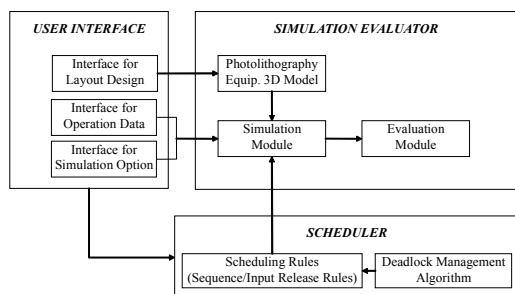 USER INTERFACE
Interface for
Layout Design
Interface for
Operation Data
Interface for
Simulation Option
SIMULATION EVALUATOR
Photolithography
Equip. 3D Model
Simulation
Module
Evaluation
Module
SCHEDULER
Scheduling Rules
(Sequence/Input Release Rules)
Deadlock Management
Algorithm